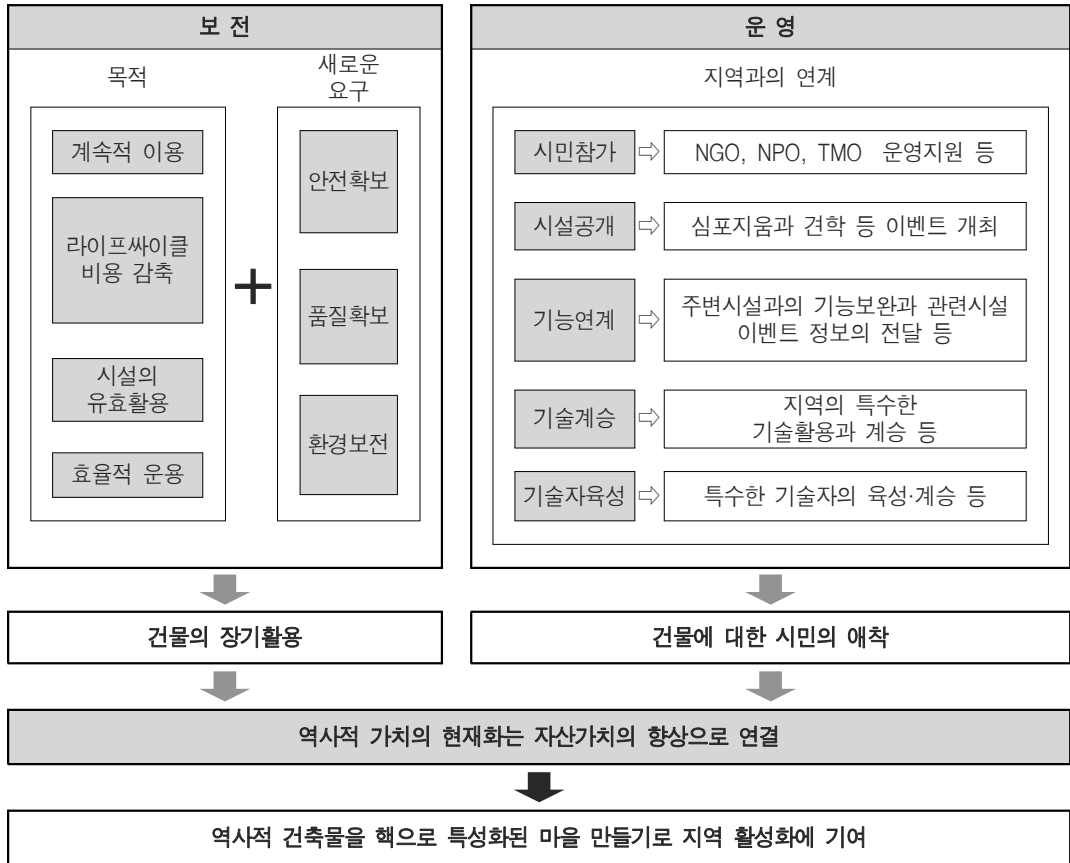 보 전
목적
새로운
요구
계속적 이용
라이프싸이클
비용 감축
시설의
유효활용
효율적 운용
+
안전확보
품질확보
환경보전
운 영
지역과의 연계
시민참가 ⇨ NGO, NPO, TMO 운영지원 등
시설공개 ⇨ 심포지움과 견학 등 이벤트 개최
기능연계 ⇨ 주변시설과의 기능보완과 관련시설
이벤트 정보의 전달 등
기술계승 ⇨ 지역의 특수한
기술활용과 계승 등
기술자육성 ⇨ 특수한 기술자의 육성·계승 등
건물의 장기활용
건물에 대한 시민의 애착
역사적 가치의 현재화는 자산가치의 향상으로 연결
역사적 건축물을 핵으로 특성화된 마을 만들기로 지역 활성화에 기여